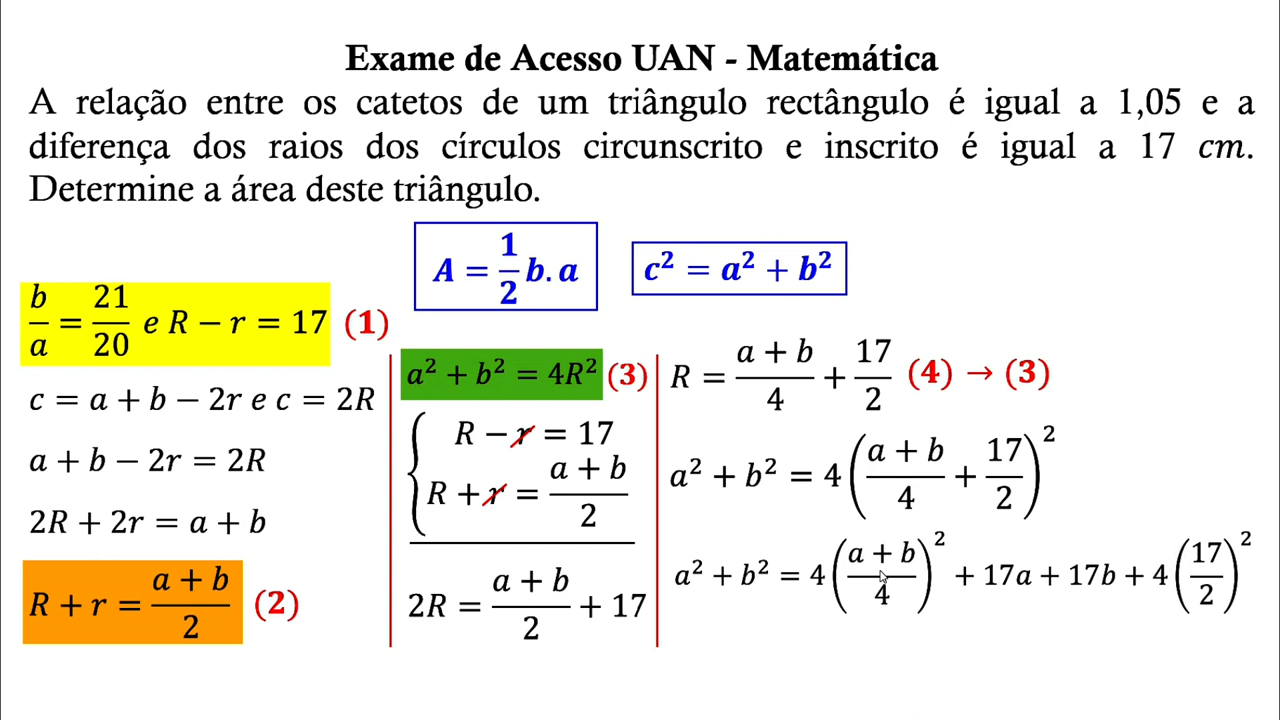 Exame de Acesso UAN - Matemática
A relação entre os catetos de um triângulo rectângulo é igual a 1,05 e a
diferença dos raios dos círculos circunscrito e inscrito é igual a 17 cm.
Determine a área deste triângulo.
A = 1/2 b. a
c² = a² + b²
b/a = 21/20 e R − r = 17 (1)
c = a + b − 2r e c = 2R
a + b − 2r = 2R
2R + 2r = a + b
R + r = (a + b)/2 (2)
a² + b² = 4R² (3)
R − r = 17
R + r = (a + b)/2
2R = (a + b)/2 + 17
R = (a + b)/4 + 17/2 (4) → (3)
a² + b² = 4((a + b)/4 + 17/2)²
a² + b² = 4((a + b)/4)² + 17a + 17b + 4(17/2)²